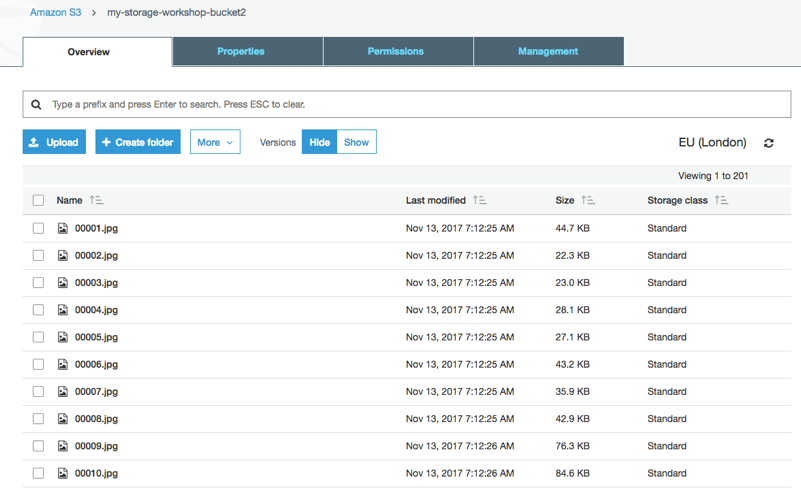 Amazon S3 > my-storage-workshop-bucket2
Overview Properties Permissions Management
Type a prefix and press Enter to search. Press ESC to clear.
Upload + Create folder More Versions Hide Show EU (London)
Viewing 1 to 201
Name Last modified Size Storage class
00001.jpg Nov 13, 2017 7:12:25 AM 44.7 KB Standard
00002.jpg Nov 13, 2017 7:12:25 AM 22.3 KB Standard
00003.jpg Nov 13, 2017 7:12:25 AM 23.0 KB Standard
00004.jpg Nov 13, 2017 7:12:25 AM 28.1 KB Standard
00005.jpg Nov 13, 2017 7:12:25 AM 27.1 KB Standard
00006.jpg Nov 13, 2017 7:12:25 AM 43.2 KB Standard
00007.jpg Nov 13, 2017 7:12:25 AM 35.9 KB Standard
00008.jpg Nov 13, 2017 7:12:25 AM 42.9 KB Standard
00009.jpg Nov 13, 2017 7:12:26 AM 76.3 KB Standard
00010.jpg Nov 13, 2017 7:12:26 AM 84.6 KB Standard